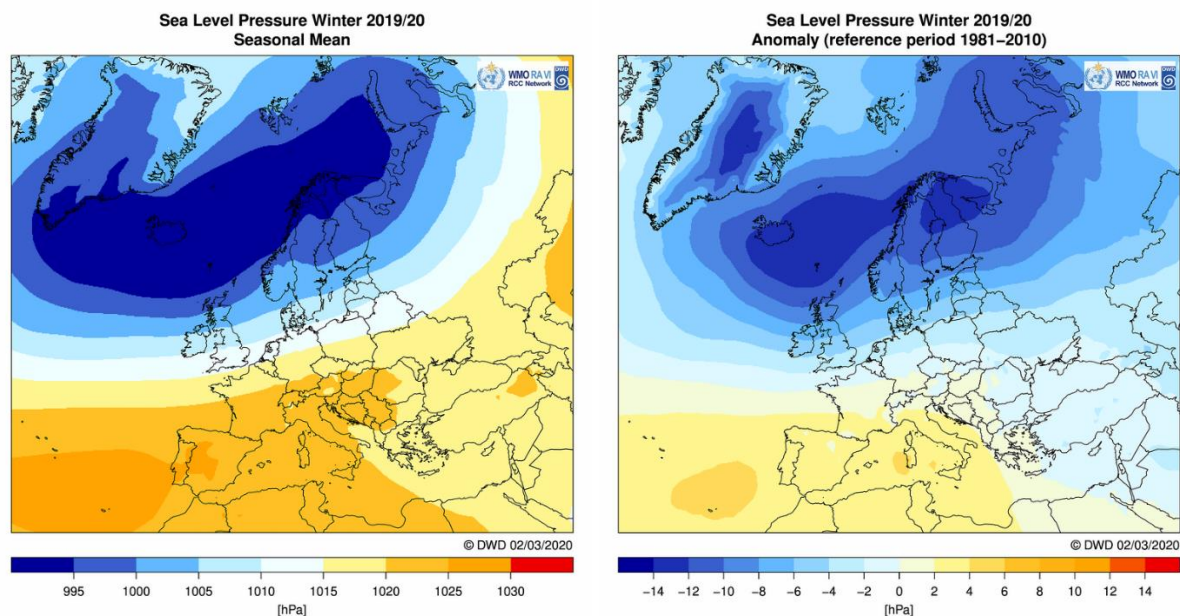 Sea Level Pressure Winter 2019/20
Seasonal Mean
WMO RA VI
RCC Network
DWD
© DWD 02/03/2020
995 1000 1005 1010 1015 1020 1025 1030
[hPa]
Sea Level Pressure Winter 2019/20
Anomaly (reference period 1981−2010)
WMO RA VI
RCC Network
DWD
© DWD 02/03/2020
−14 −12 −10 −8 −6 −4 −2 0 2 4 6 8 10 12 14
[hPa]